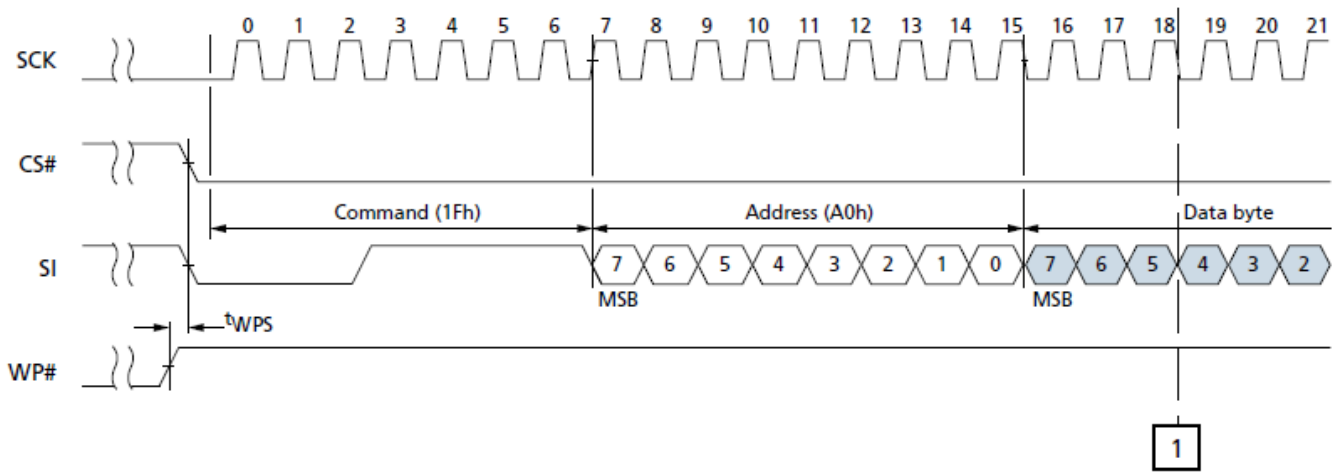 0 1 2 3 4 5 6 7 8 9 10 11 12 13 14 15 16 17 18 19 20 21
SCK
CS#
Command (1Fh) Address (A0h) Data byte
SI 7 6 5 4 3 2 1 0 7 6 5 4 3 2
MSB MSB
tWPS
WP#
1